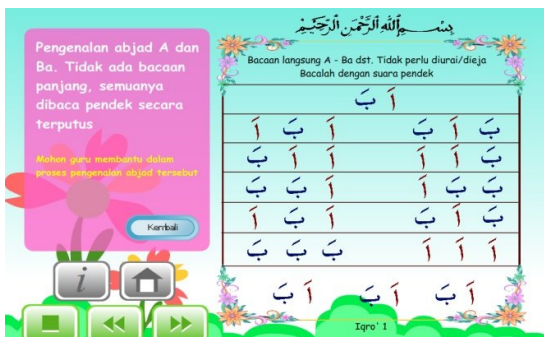 Pengenalan abjad A dan
Ba. Tidak ada bacaan
panjang, semuanya
dibaca pendek secara
terputus
Mohon guru membantu dalam
proses pengenalan abjad tersebut
Kembali
i
بِسْمِ اللهِ الرَّحْمَنِ الرَّحِيْمِ
Bacaan langsung A - Ba dst. Tidak perlu diurai/dieja
Bacalah dengan suara pendek
اَ بَ
بَ اَ بَ اَ بَ اَ
بَ اَ اَ اَ اَ بَ
بَ بَ اَ اَ بَ بَ
بَ اَ بَ اَ بَ اَ
اَ اَ اَ بَ بَ بَ
اَ بَ اَ بَ اَ بَ
Iqro' 1